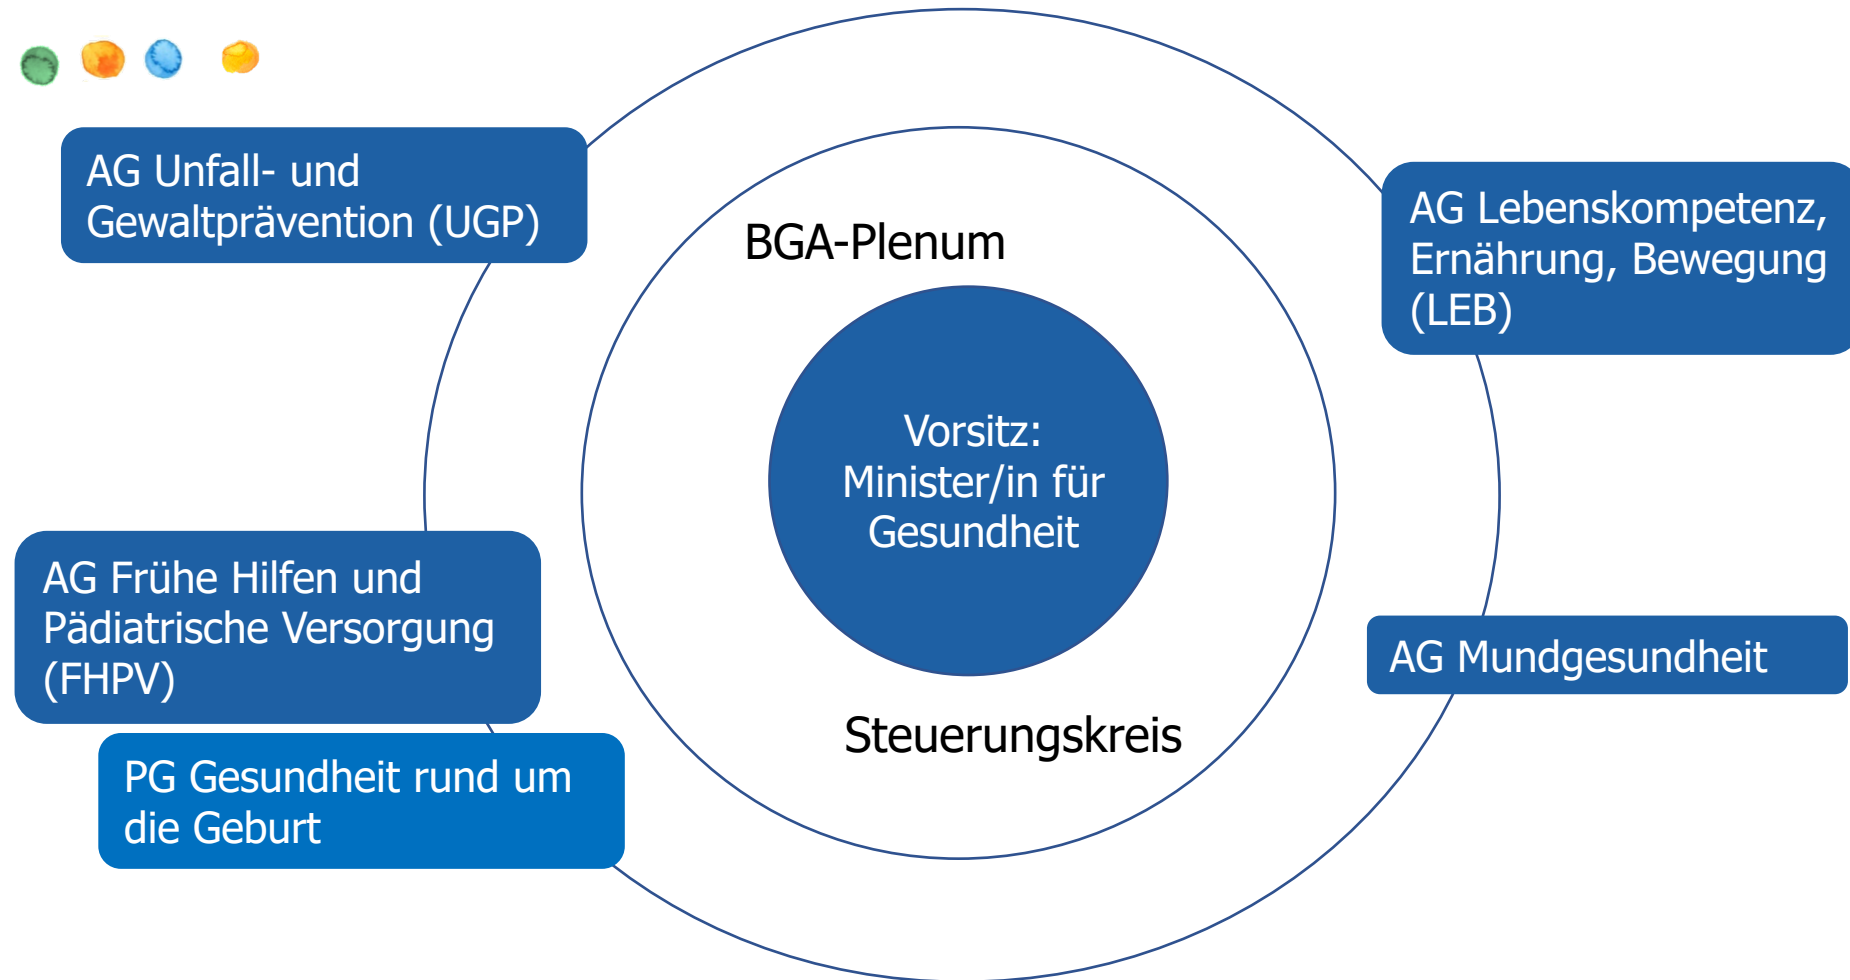 AG Unfall- und
Gewaltprävention (UGP)
BGA-Plenum
AG Lebenskompetenz,
Ernährung, Bewegung
(LEB)
Vorsitz:
Minister/in für
Gesundheit
AG Frühe Hilfen und
Pädiatrische Versorgung
(FHPV)
AG Mundgesundheit
Steuerungskreis
PG Gesundheit rund um
die Geburt